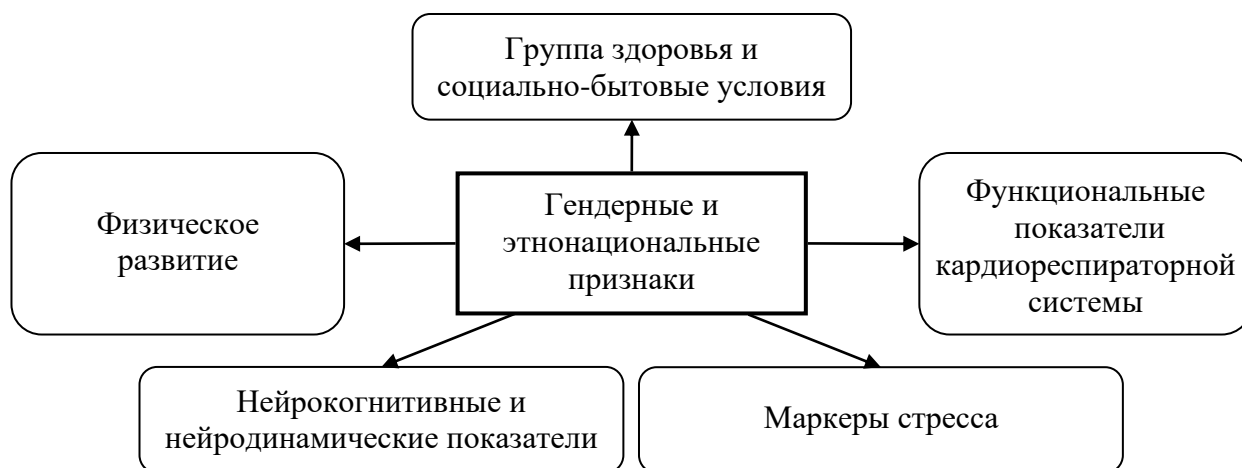 Группа здоровья и
социально-бытовые условия
Физическое
развитие
Гендерные и
этнонациональные
признаки
Функциональные
показатели
кардиореспираторной
системы
Нейрокогнитивные и
нейродинамические показатели
Маркеры стресса